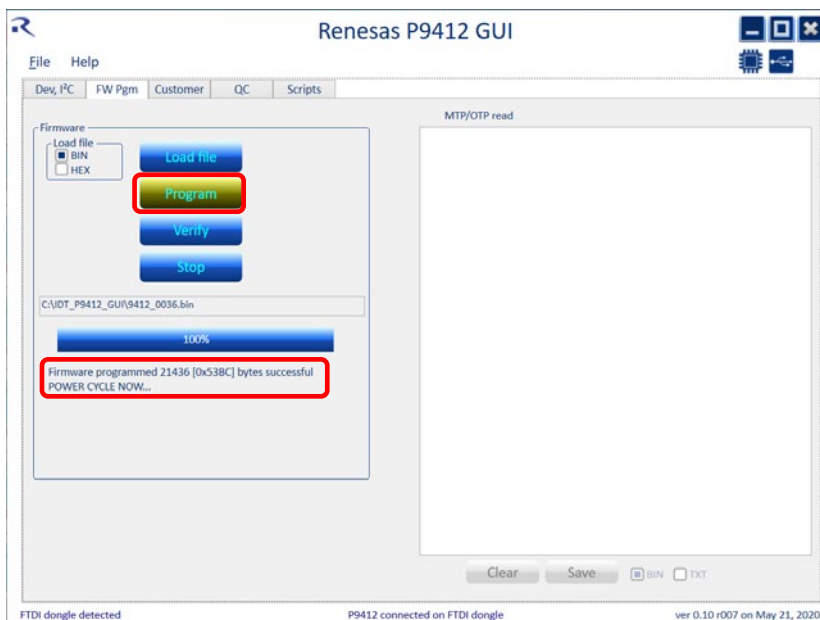 Renesas P9412 GUI
File Help
Dev, I²C FW Pgm Customer QC Scripts
MTP/OTP read
Firmware
Load file
BIN
HEX
Load file
Program
Verify
Stop
C:\IDT_P9412_GUI\9412_0036.bin
100%
Firmware programmed 21436 [0x53BC] bytes successful
POWER CYCLE NOW...
Clear Save BIN TXT
FTDI dongle detected P9412 connected on FTDI dongle ver 0.10 r007 on May 21, 2020